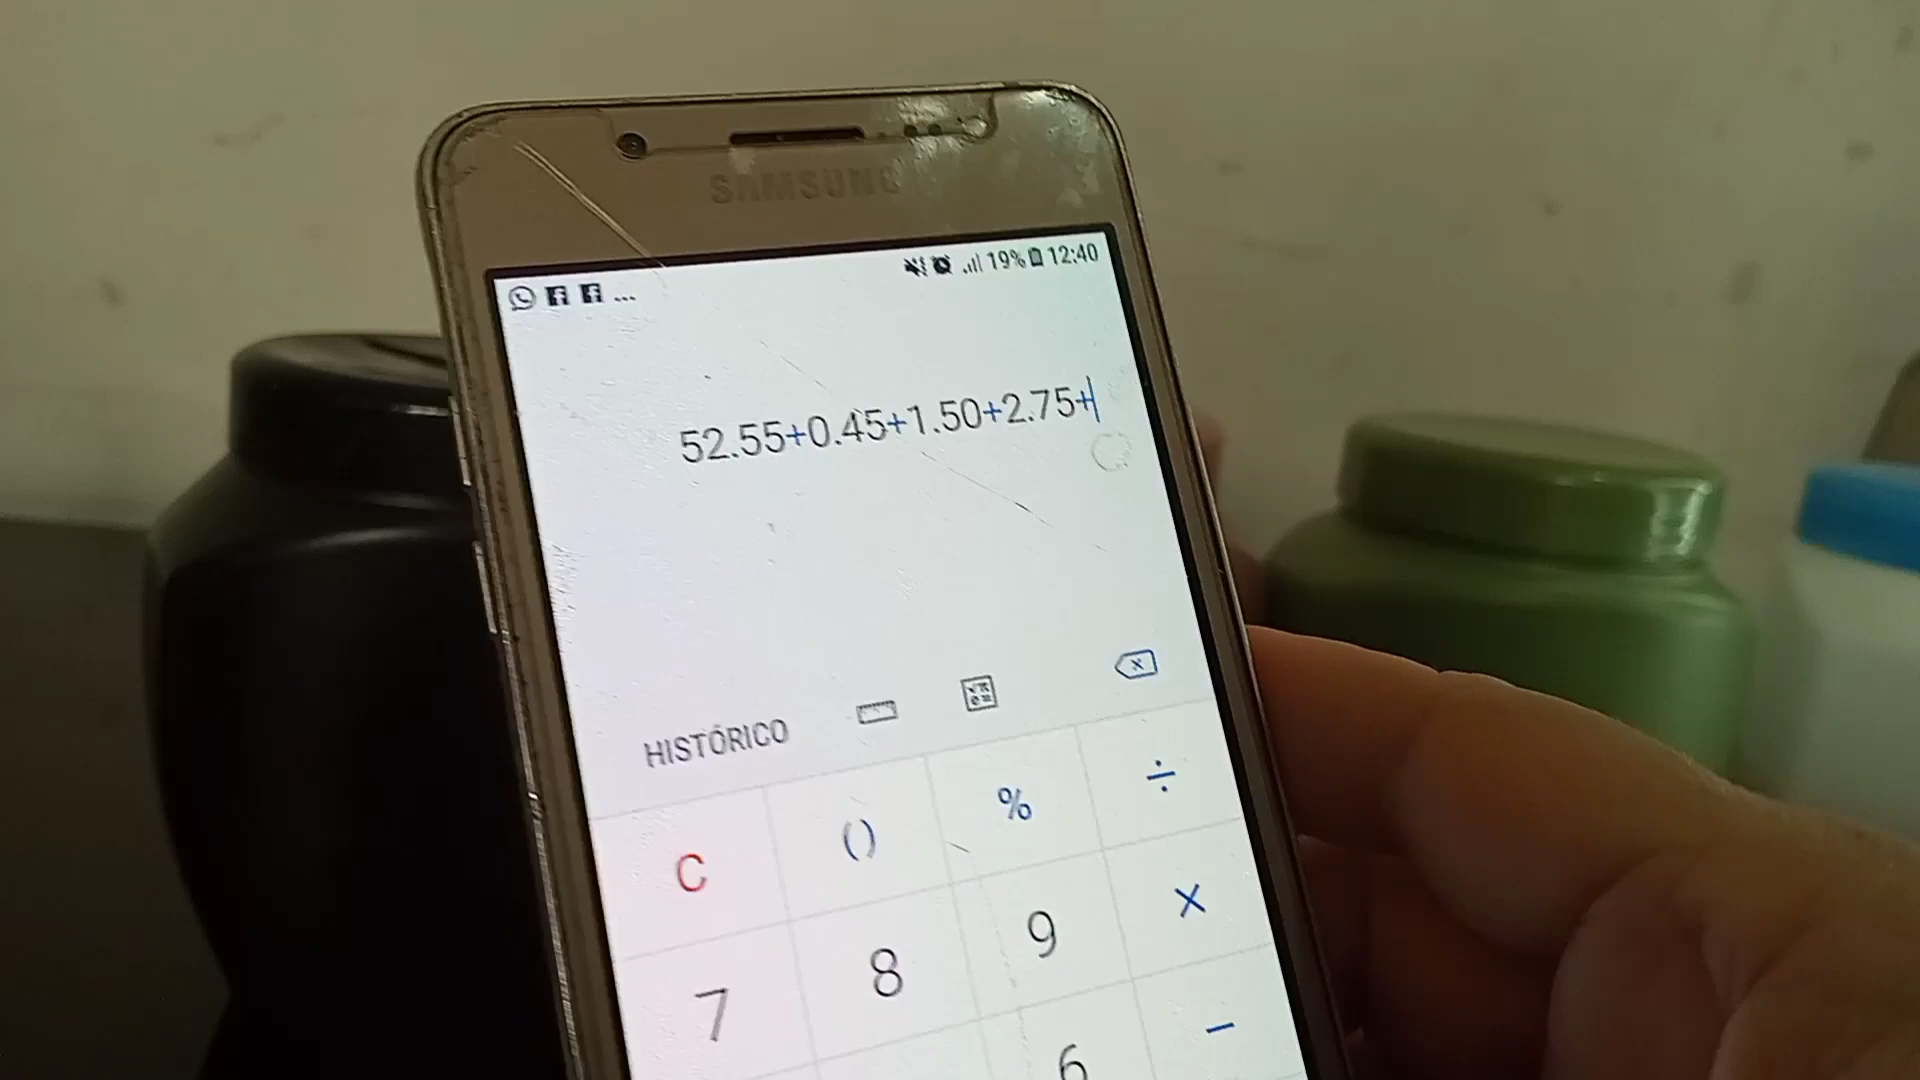 SAMSUNG
... 19% 12:40
52.55+0.45+1.50+2.75+
HISTÓRICO
C () % ÷
7 8 9 ×
6 −